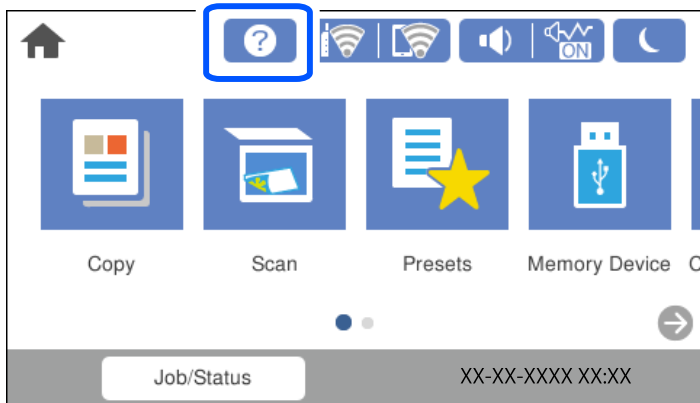 ?
ON
Copy Scan Presets Memory Device C
Job/Status XX-XX-XXXX XX:XX